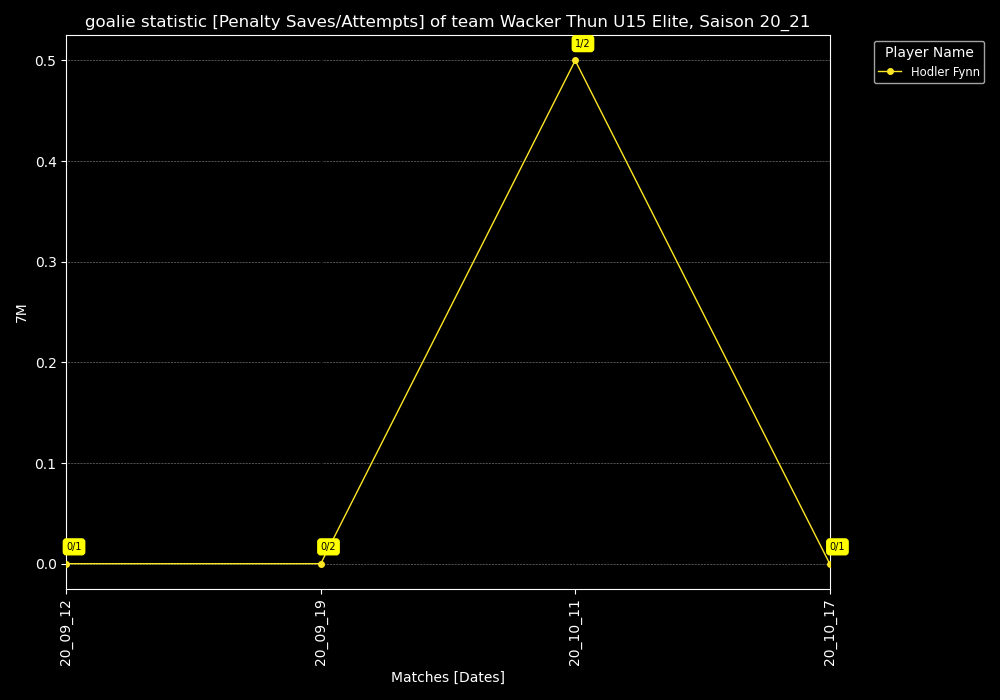 goalie statistic [Penalty Saves/Attempts] of team Wacker Thun U15 Elite, Saison 20_21
Player Name
Hodler Fynn
7M
0.5
0.4
0.3
0.2
0.1
0.0
0/1
0/2
1/2
0/1
20_09_12
20_09_19
20_10_11
20_10_17
Matches [Dates]